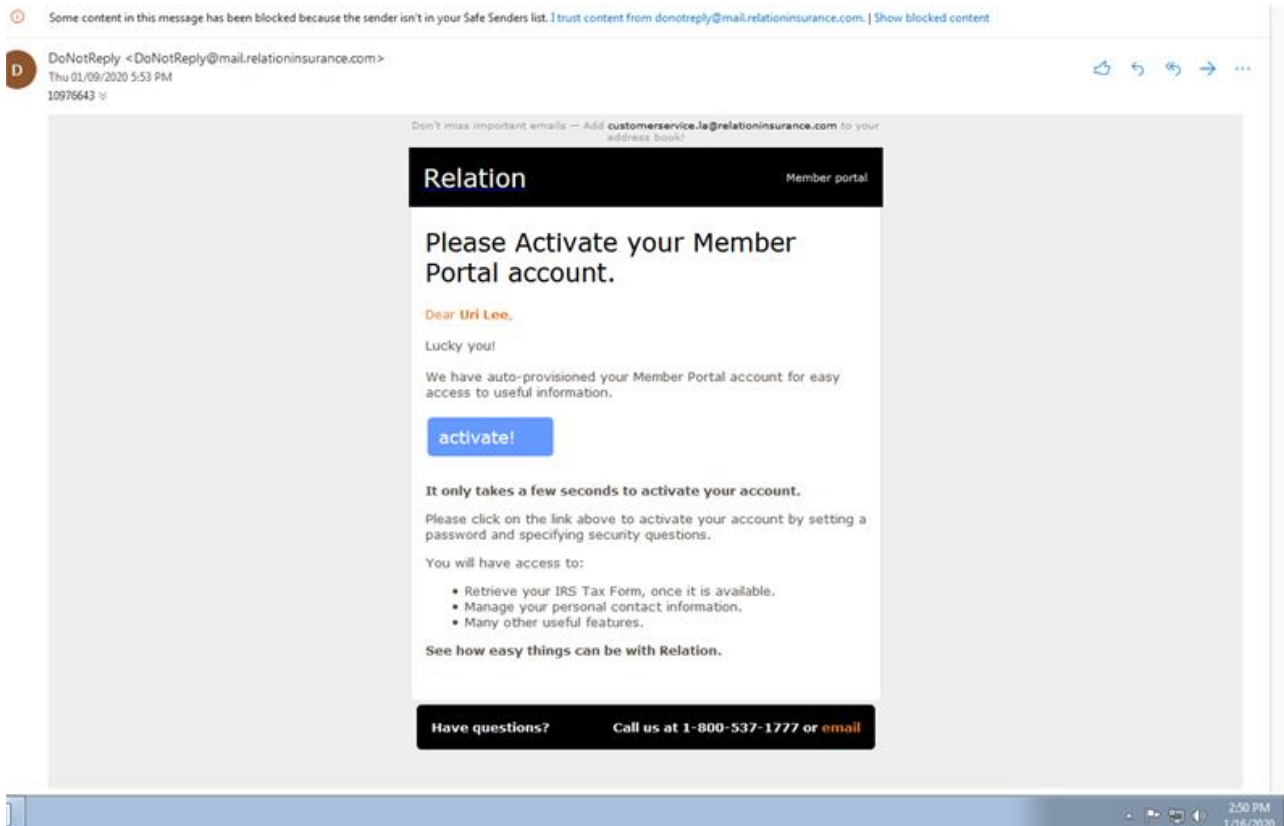 Some content in this message has been blocked because the sender isn't in your Safe Senders list. I trust content from donotreply@mail.relationinsurance.com. | Show blocked content
D
DoNotReply <DoNotReply@mail.relationinsurance.com>
Thu 01/09/2020 5:53 PM
10976643
Don't miss important emails — Add customerservice.la@relationinsurance.com to your
address book!
Relation
Member portal
Please Activate your Member
Portal account.
Dear Uri Lee,
Lucky you!
We have auto-provisioned your Member Portal account for easy
access to useful information.
activate!
It only takes a few seconds to activate your account.
Please click on the link above to activate your account by setting a
password and specifying security questions.
You will have access to:
• Retrieve your IRS Tax Form, once it is available.
• Manage your personal contact information.
• Many other useful features.
See how easy things can be with Relation.
Have questions?
Call us at 1-800-537-1777 or email
2:50 PM
1/16/2020